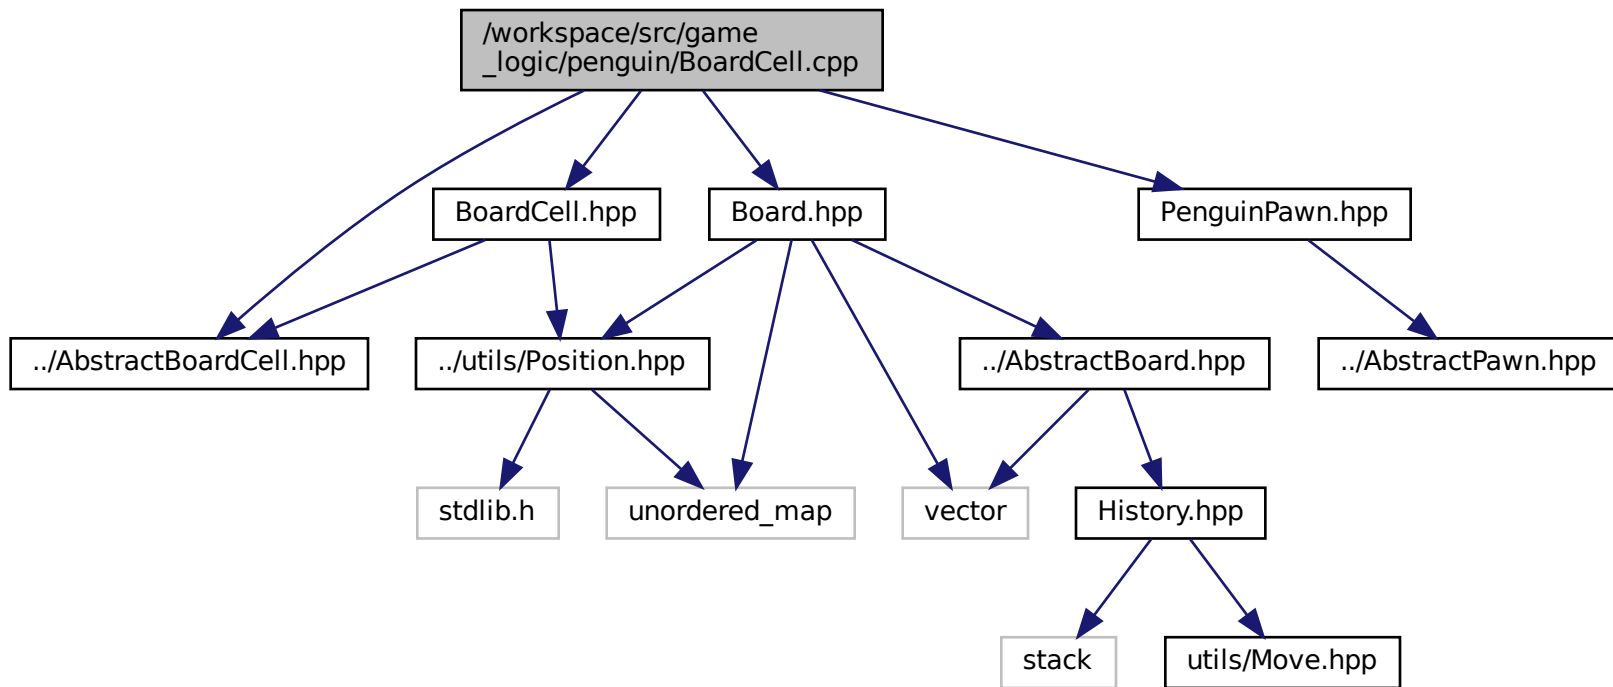 /workspace/src/game
_logic/penguin/BoardCell.cpp
BoardCell.hpp
Board.hpp
PenguinPawn.hpp
../AbstractBoardCell.hpp
../utils/Position.hpp
../AbstractBoard.hpp
../AbstractPawn.hpp
stdlib.h
unordered_map
vector
History.hpp
stack
utils/Move.hpp